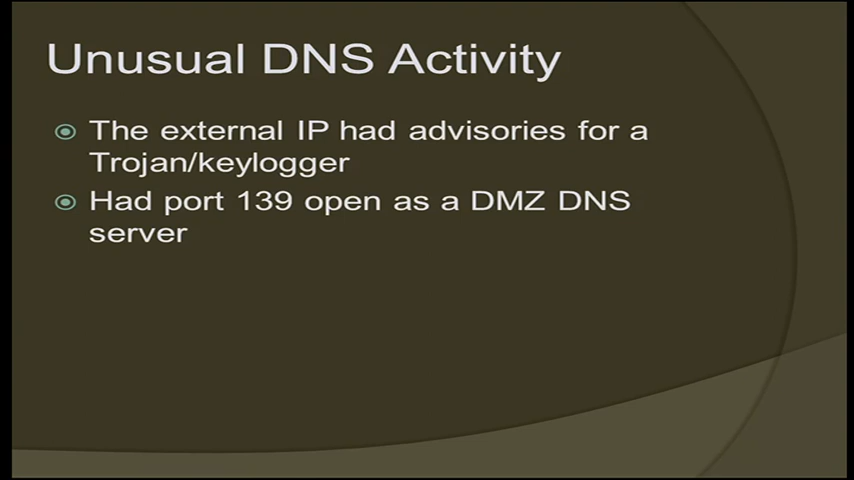 Unusual DNS Activity
The external IP had advisories for a
Trojan/keylogger
Had port 139 open as a DMZ DNS
server